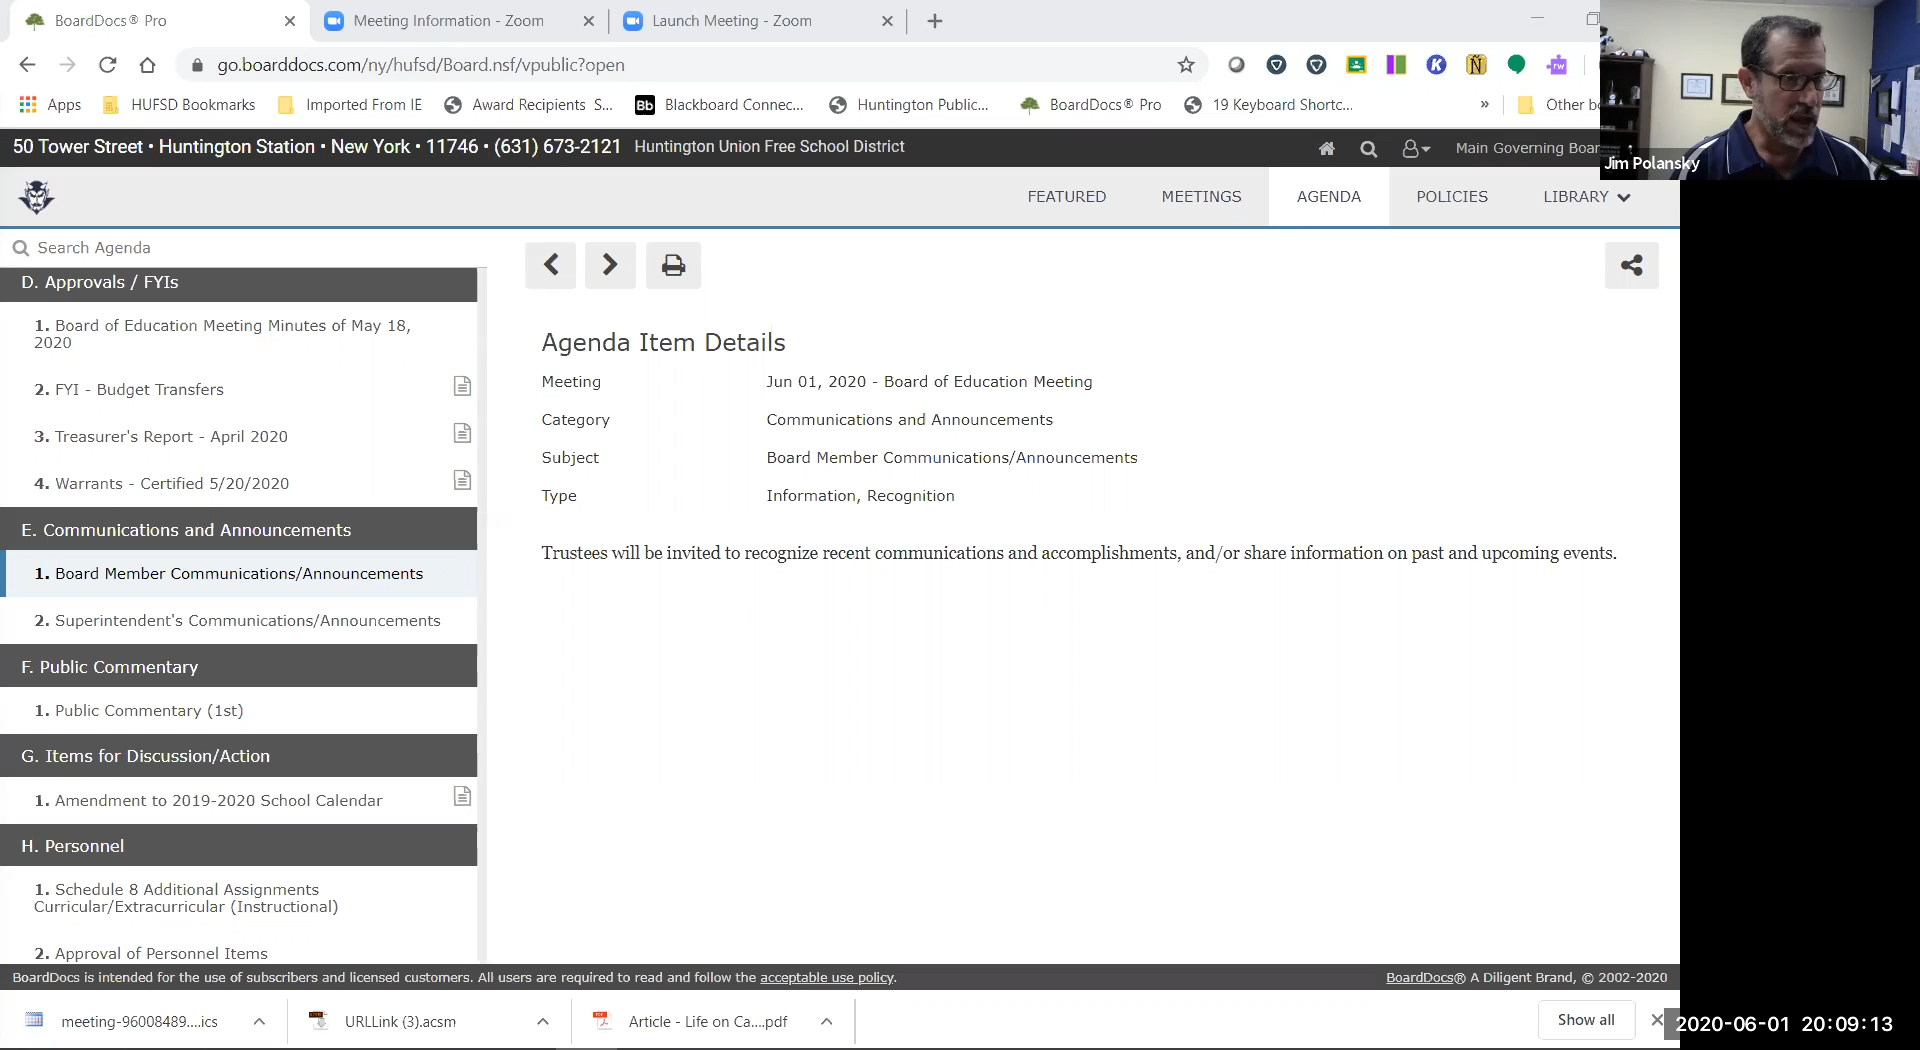 BoardDocs® Pro
Meeting Information - Zoom
Launch Meeting - Zoom
go.boarddocs.com/ny/hufsd/Board.nsf/vpublic?open
Apps
HUFSD Bookmarks
Imported From IE
Award Recipients S...
Bb
Blackboard Connec...
Huntington Public...
BoardDocs® Pro
19 Keyboard Shortc...
»
Other bo
50 Tower Street • Huntington Station • New York • 11746 • (631) 673-2121 Huntington Union Free School District
Main Governing Boar
Jim Polansky
FEATURED
MEETINGS
AGENDA
POLICIES
LIBRARY
Search Agenda
D. Approvals / FYIs
1. Board of Education Meeting Minutes of May 18,
2020
2. FYI - Budget Transfers
3. Treasurer's Report - April 2020
4. Warrants - Certified 5/20/2020
E. Communications and Announcements
1. Board Member Communications/Announcements
2. Superintendent's Communications/Announcements
F. Public Commentary
1. Public Commentary (1st)
G. Items for Discussion/Action
1. Amendment to 2019-2020 School Calendar
H. Personnel
1. Schedule 8 Additional Assignments
Curricular/Extracurricular (Instructional)
2. Approval of Personnel Items
Agenda Item Details
Meeting Jun 01, 2020 - Board of Education Meeting
Category Communications and Announcements
Subject Board Member Communications/Announcements
Type Information, Recognition
Trustees will be invited to recognize recent communications and accomplishments, and/or share information on past and upcoming events.
BoardDocs is intended for the use of subscribers and licensed customers. All users are required to read and follow the acceptable use policy.
BoardDocs® A Diligent Brand, © 2002-2020
meeting-96008489....ics
URLLink (3).acsm
Article - Life on Ca....pdf
Show all
2020-06-01 20:09:13